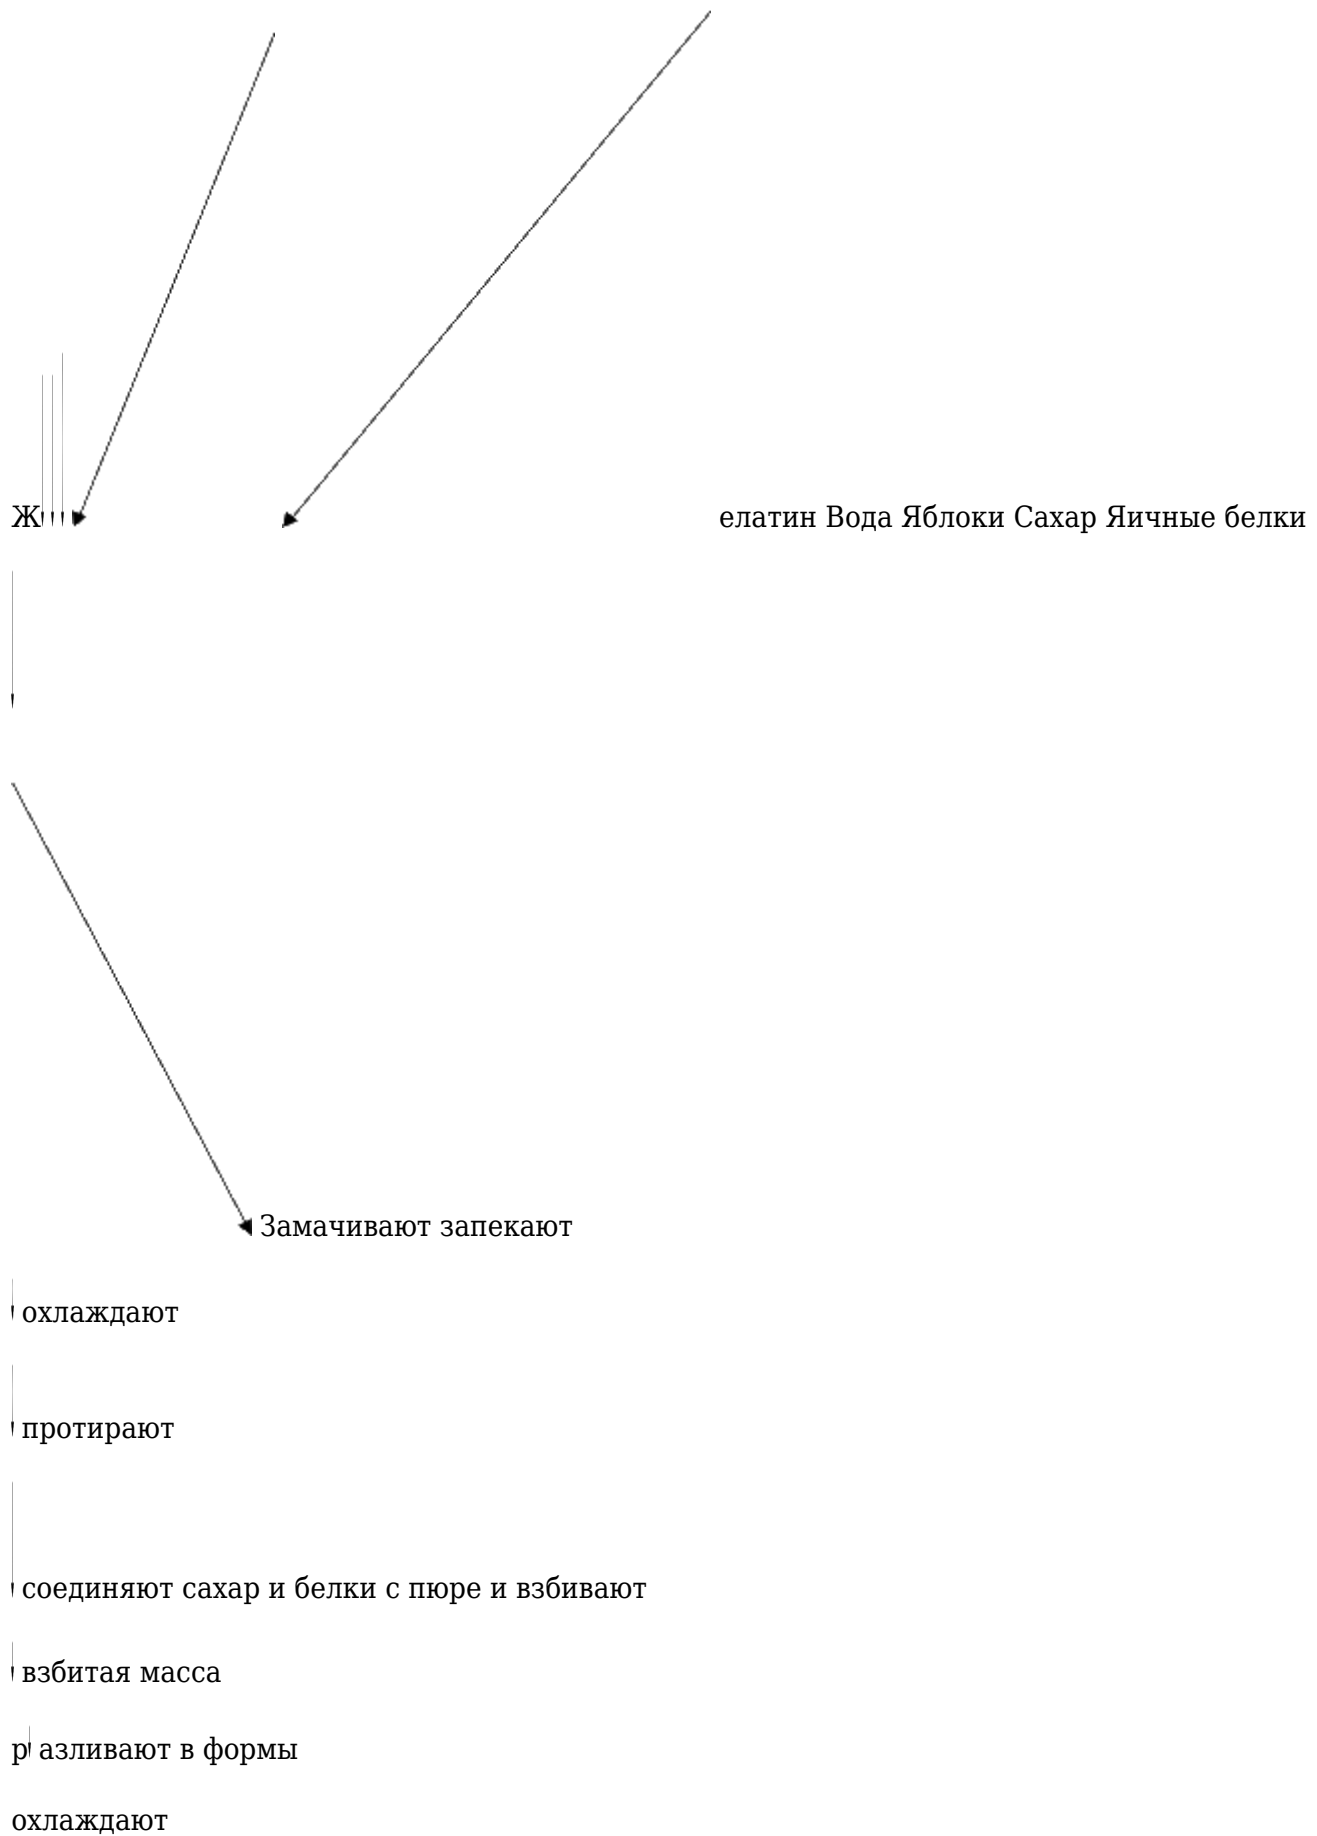 Ж елатин Вода Яблоки Сахар Яичные белки
Замачивают запекают
охлаждают
протирают
соединяют сахар и белки с пюре и взбивают
взбитая масса
р азливают в формы
охлаждают